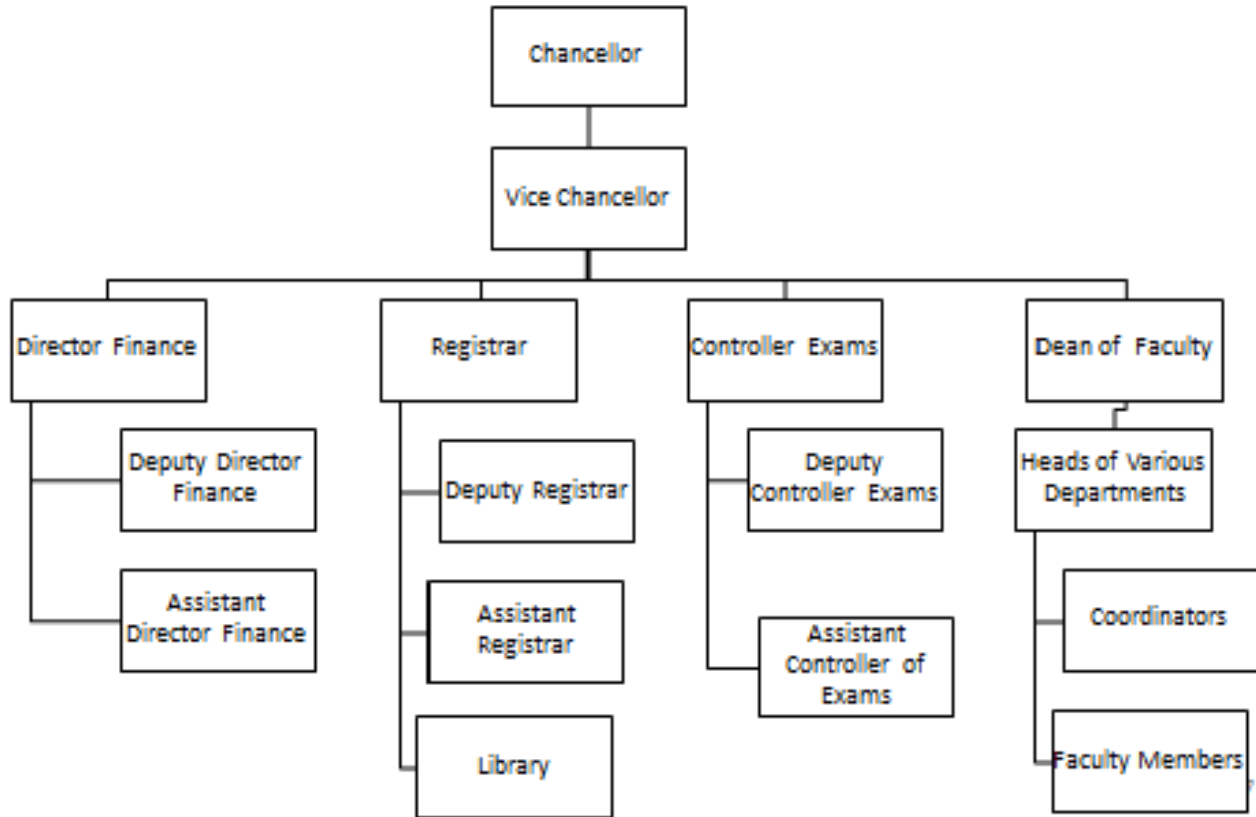 Chancellor
Vice Chancellor
Director Finance
Registrar
Controller Exams
Dean of Faculty
Deputy Director
Finance
Deputy Registrar
Deputy
Controller Exams
Heads of Various
Departments
Assistant
Director Finance
Assistant
Registrar
Assistant
Controller of
Exams
Coordinators
Library
Faculty Members